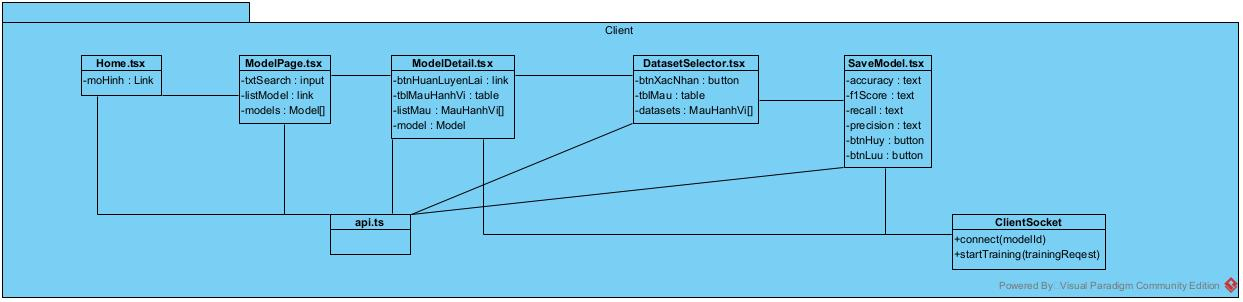 Client
Home.tsx
-moHinh : Link
ModelPage.tsx
-txtSearch : input
-listModel : link
-models : Model[]
ModelDetail.tsx
-btnHuanLuyenLai : link
-tblMauHanhVi : table
-listMau : MauHanhVi[]
-model : Model
DatasetSelector.tsx
-btnXacNhan : button
-tblMau : table
-datasets : MauHanhVi[]
SaveModel.tsx
-accuracy : text
-f1Score : text
-recall : text
-precision : text
-btnHuy : button
-btnLuu : button
api.ts
ClientSocket
+connect(modelId)
+startTraining(trainingReqest)
Powered By: Visual Paradigm Community Edition